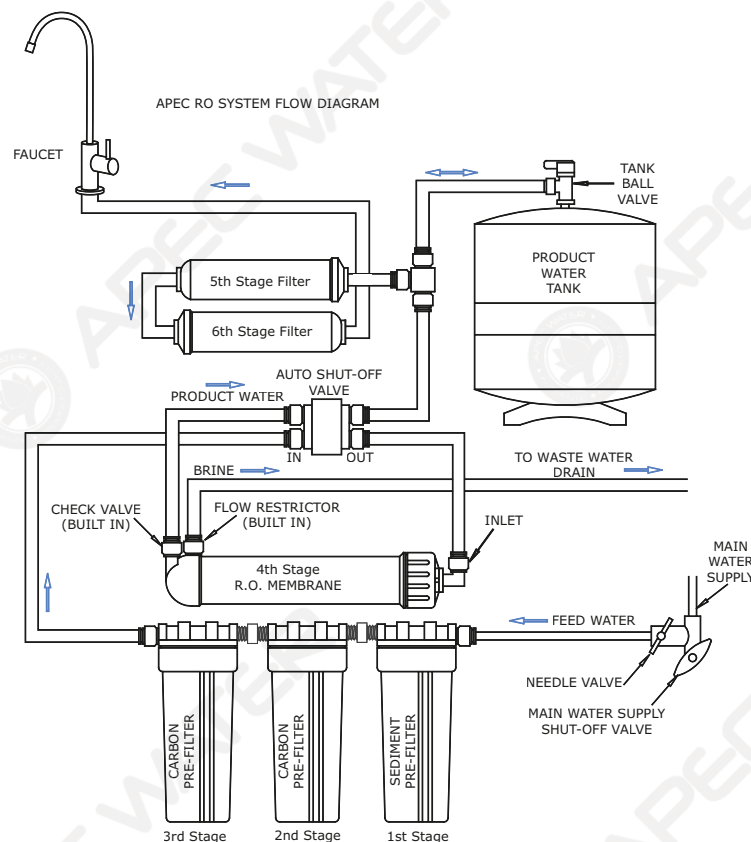 APEC RO SYSTEM FLOW DIAGRAM
FAUCET
TANK
BALL
VALVE
PRODUCT
WATER
TANK
5th Stage Filter
6th Stage Filter
AUTO SHUT-OFF
VALVE
PRODUCT WATER
IN
OUT
BRINE
TO WASTE WATER
DRAIN
CHECK VALVE
(BUILT IN)
FLOW RESTRICTOR
(BUILT IN)
INLET
4th Stage
R.O. MEMBRANE
MAIN
WATER
SUPPLY
FEED WATER
NEEDLE VALVE
MAIN WATER SUPPLY
SHUT-OFF VALVE
CARBON
PRE-FILTER
CARBON
PRE-FILTER
SEDIMENT
PRE-FILTER
3rd Stage
2nd Stage
1st Stage
APEC WATER